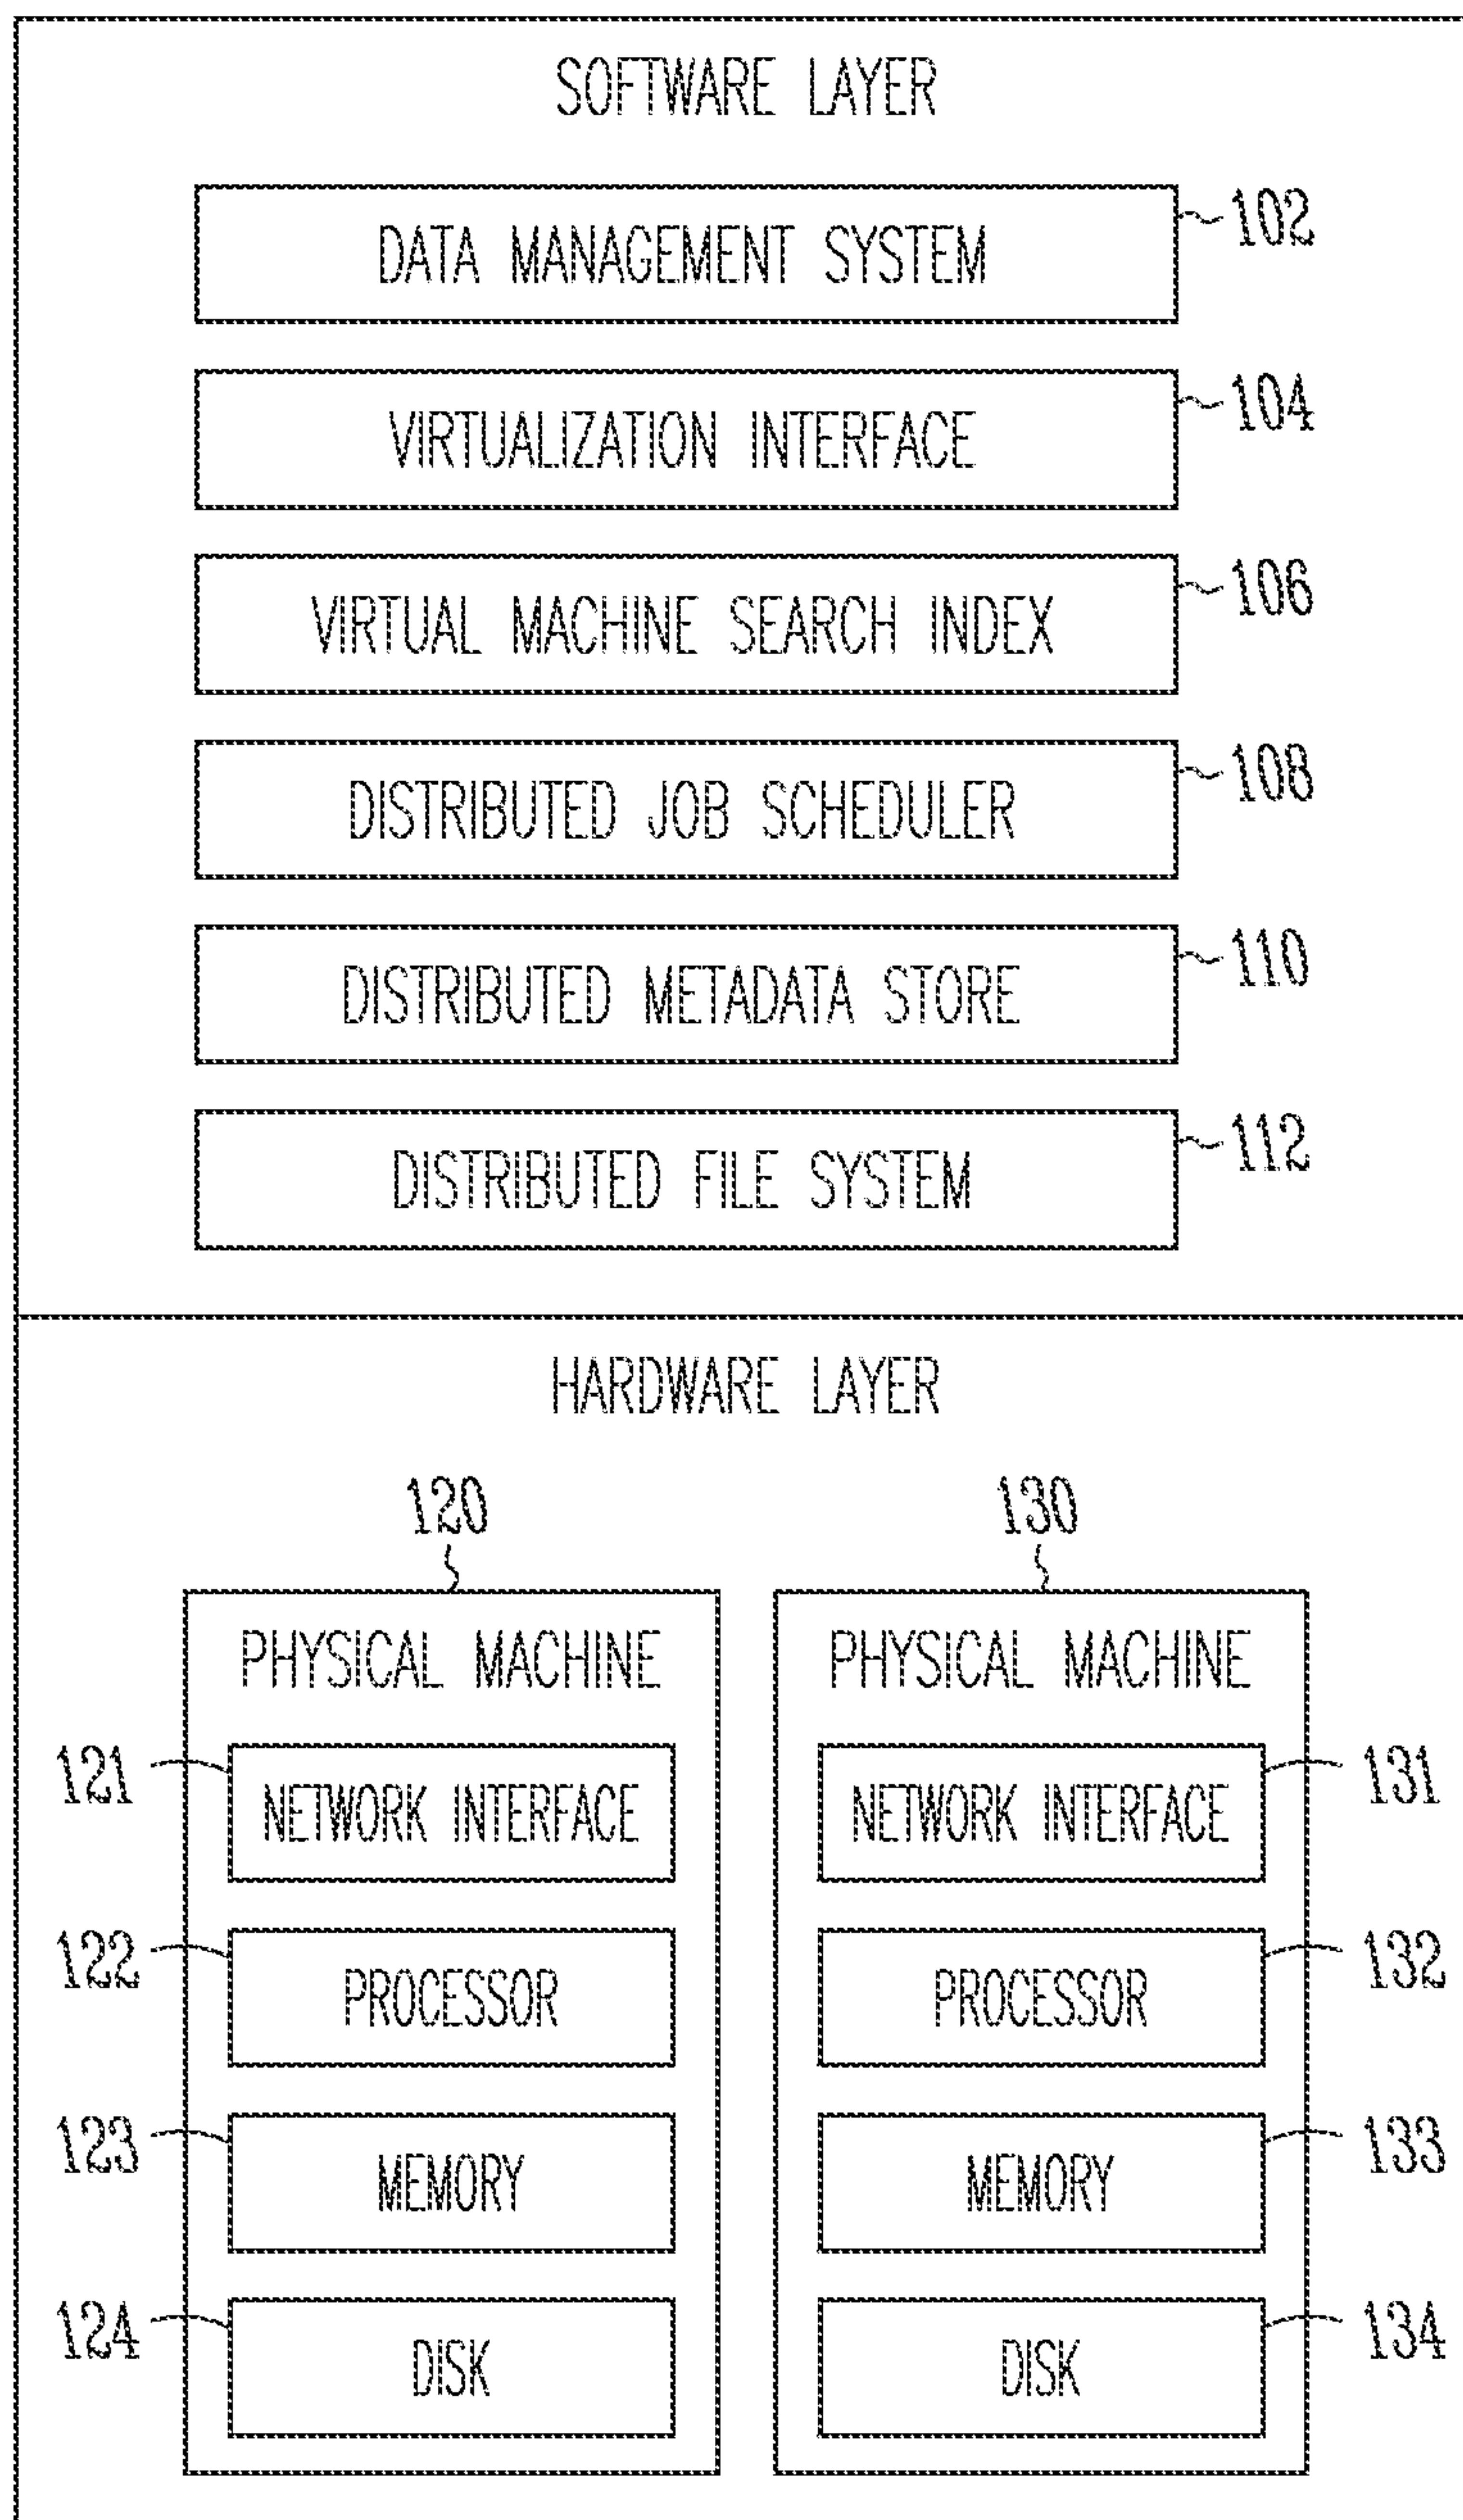 SOFTWARE LAYER
DATA MANAGEMENT SYSTEM
102
VIRTUALIZATION INTERFACE
104
VIRTUAL MACHINE SEARCH INDEX
106
DISTRIBUTED JOB SCHEDULER
108
DISTRIBUTED METADATA STORE
110
DISTRIBUTED FILE SYSTEM
112
HARDWARE LAYER
120
PHYSICAL MACHINE
121
NETWORK INTERFACE
122
PROCESSOR
123
MEMORY
124
DISK
130
PHYSICAL MACHINE
NETWORK INTERFACE
131
PROCESSOR
132
MEMORY
133
DISK
134